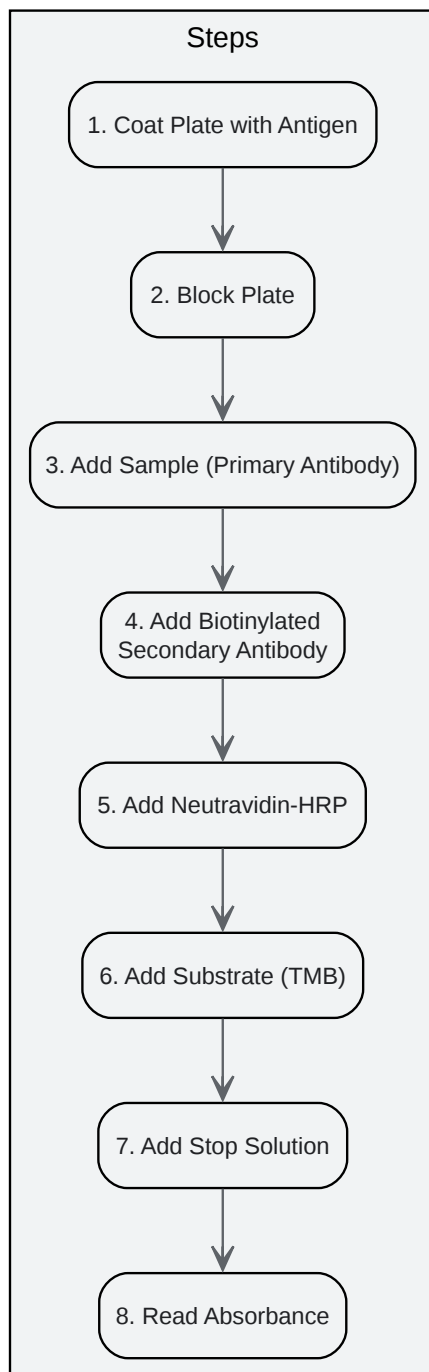 Steps
1. Coat Plate with Antigen
2. Block Plate
3. Add Sample (Primary Antibody)
4. Add Biotinylated
Secondary Antibody
5. Add Neutravidin-HRP
6. Add Substrate (TMB)
7. Add Stop Solution
8. Read Absorbance